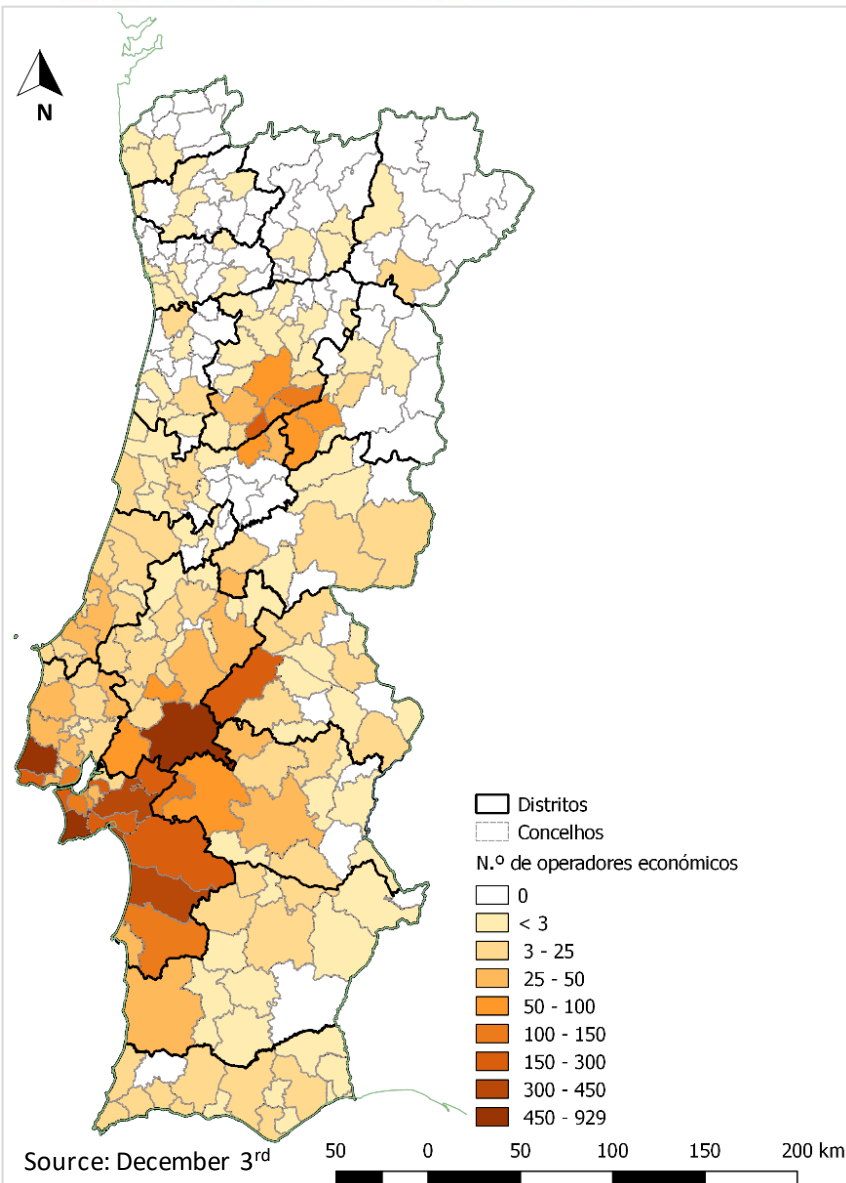 N
Distritos
Concelhos
N.º de operadores económicos
0
< 3
3 - 25
25 - 50
50 - 100
100 - 150
150 - 300
300 - 450
450 - 929
Source: December 3rd
50 0 50 100 150 200 km